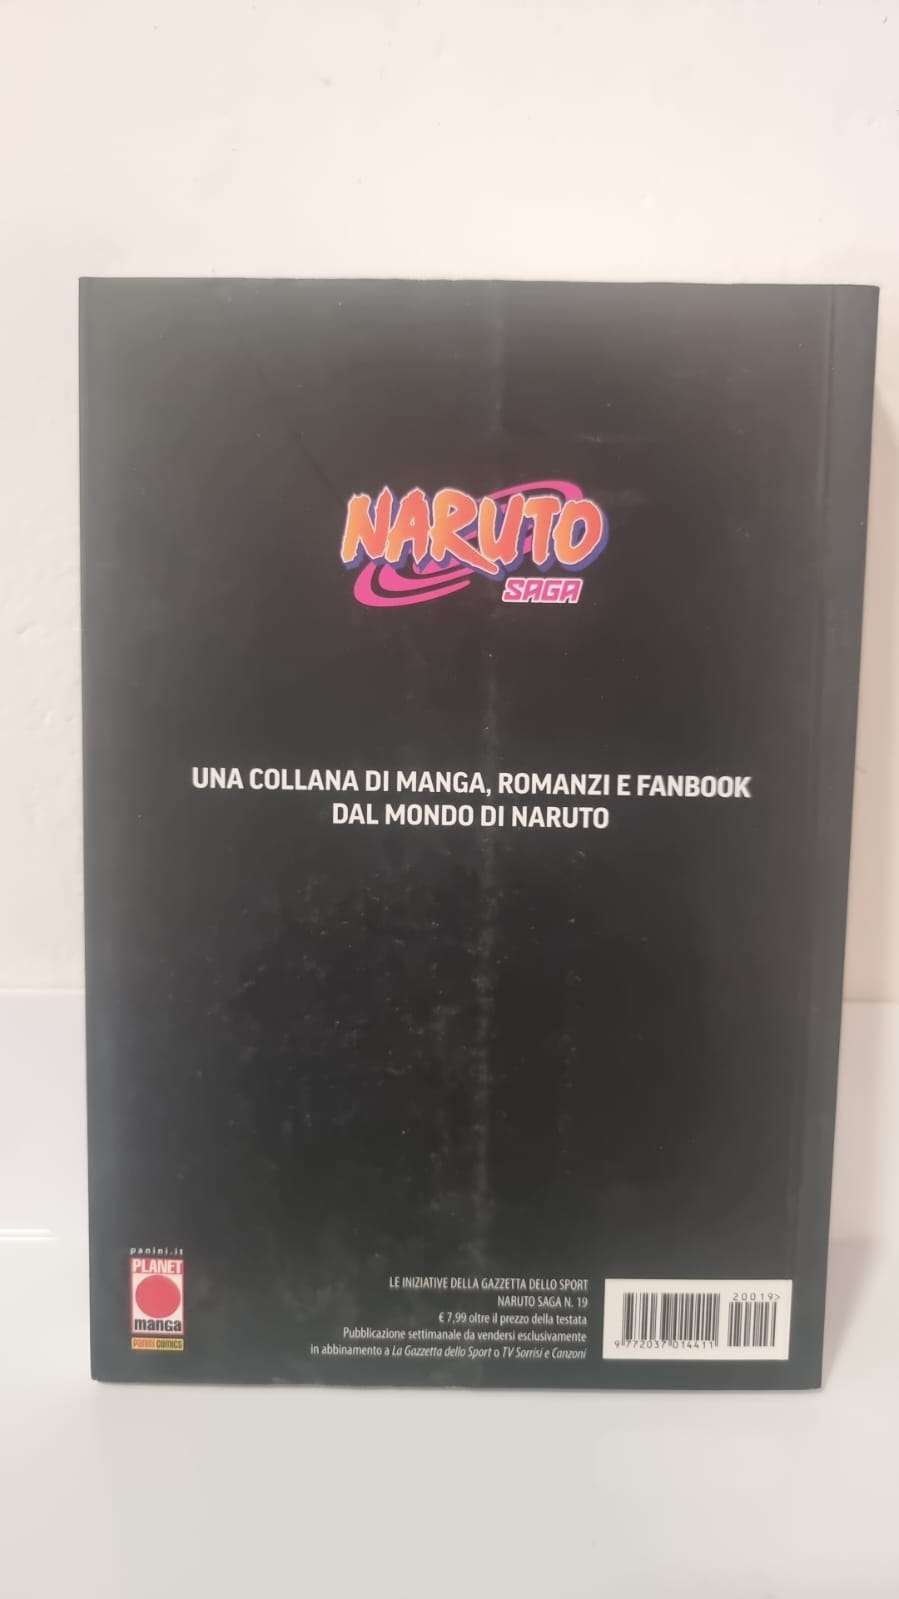 NARUTO
SAGA
UNA COLLANA DI MANGA, ROMANZI E FANBOOK
DAL MONDO DI NARUTO
panini.it
PLANET
manga
PANINI COMICS
LE INIZIATIVE DELLA GAZZETTA DELLO SPORT
NARUTO SAGA N. 19
€ 7,99 oltre il prezzo della testata
Pubblicazione settimanale da vendersi esclusivamente
in abbinamento a La Gazzetta dello Sport o TV Sorrisi e Canzoni
20019>
9 772037 014411